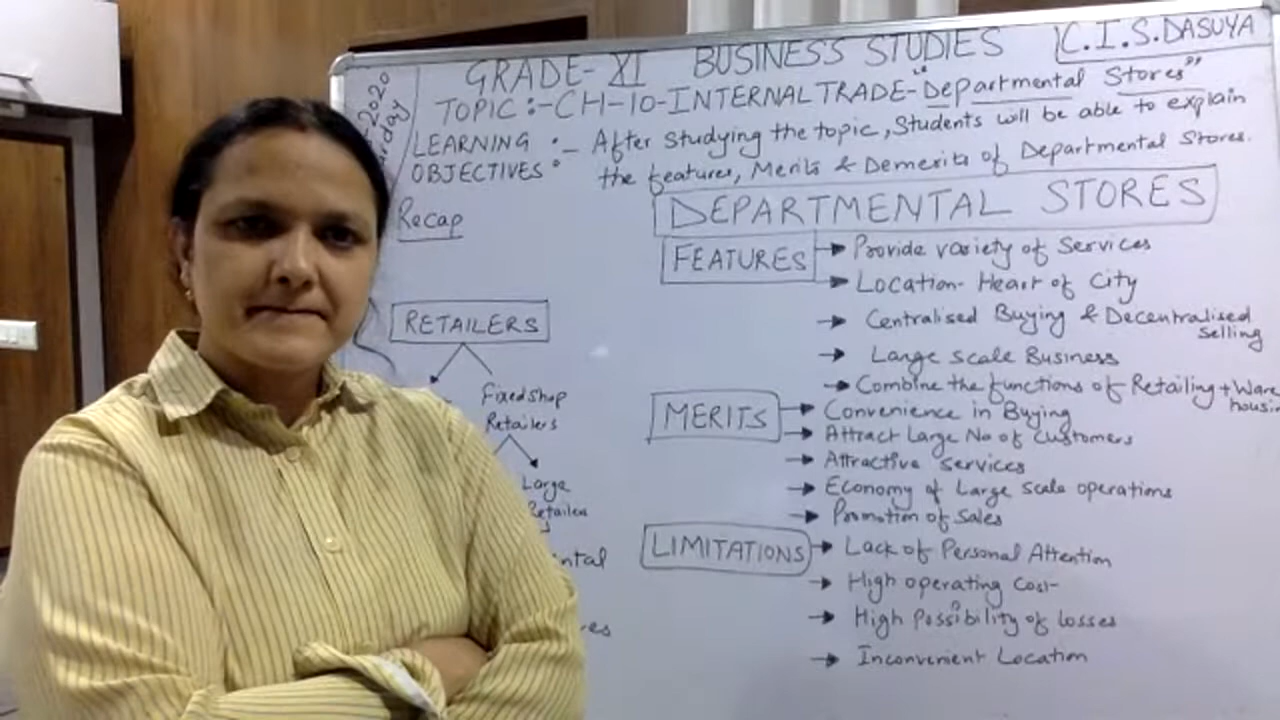 GRADE-XI BUSINESS STUDIES C.I.S.DASUYA
TOPIC:-CH-10-INTERNAL TRADE-"Departmental Stores"
LEARNING OBJECTIVES :- After studying the topic, Students will be able to explain
the features, Merits & Demerits of Departmental Stores.
2020
Recap
RETAILERS
Fixed shop
Retailers
Large
DEPARTMENTAL STORES
FEATURES
→ Provide variety of Services
→ Location- Heart of City
→ Centralised Buying & Decentralised
Selling
→ Large scale Business
→ Combine the functions of Retailing + Ware
housin
MERITS
→ Convenience in Buying
→ Attract Large No of Customers
→ Attractive services
→ Economy of Large scale operations
→ Promotion of Sales
LIMITATIONS
→ Lack of Personal Attention
→ High operating Cost
→ High Possibility of losses
→ Inconvenient Location